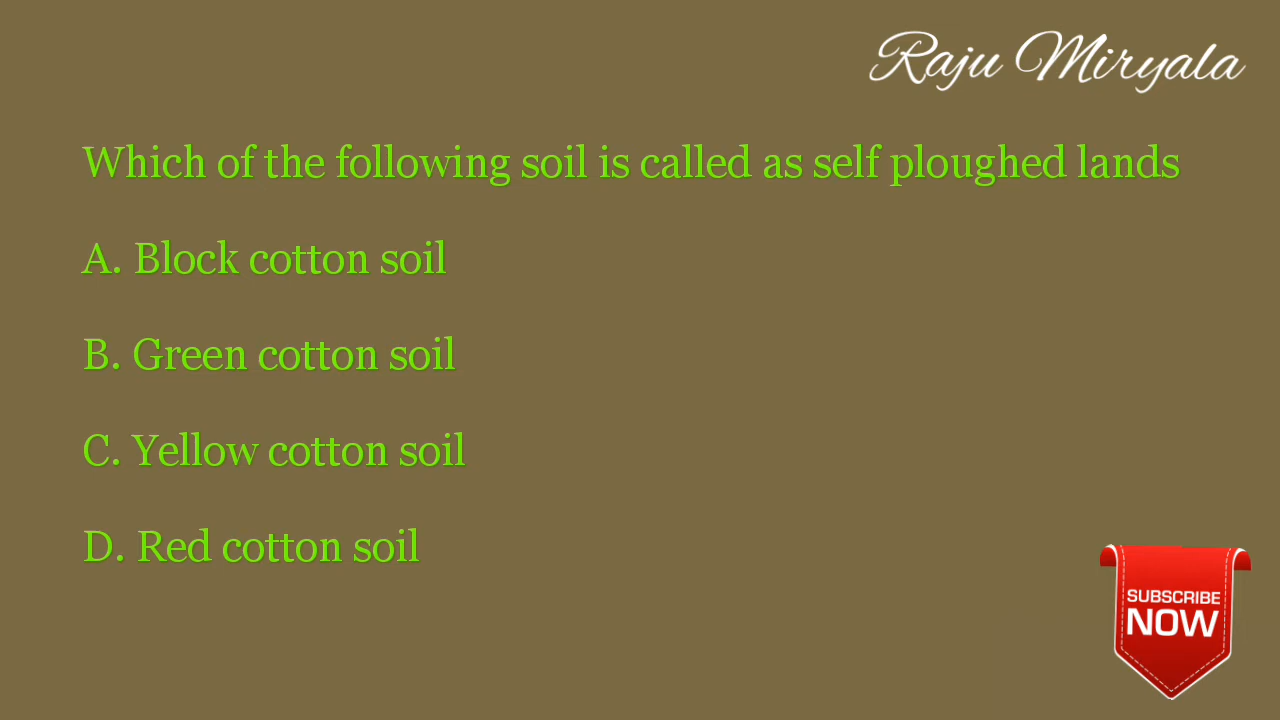 Raju Miryala
Which of the following soil is called as self ploughed lands
A. Block cotton soil
B. Green cotton soil
C. Yellow cotton soil
D. Red cotton soil
SUBSCRIBE
NOW